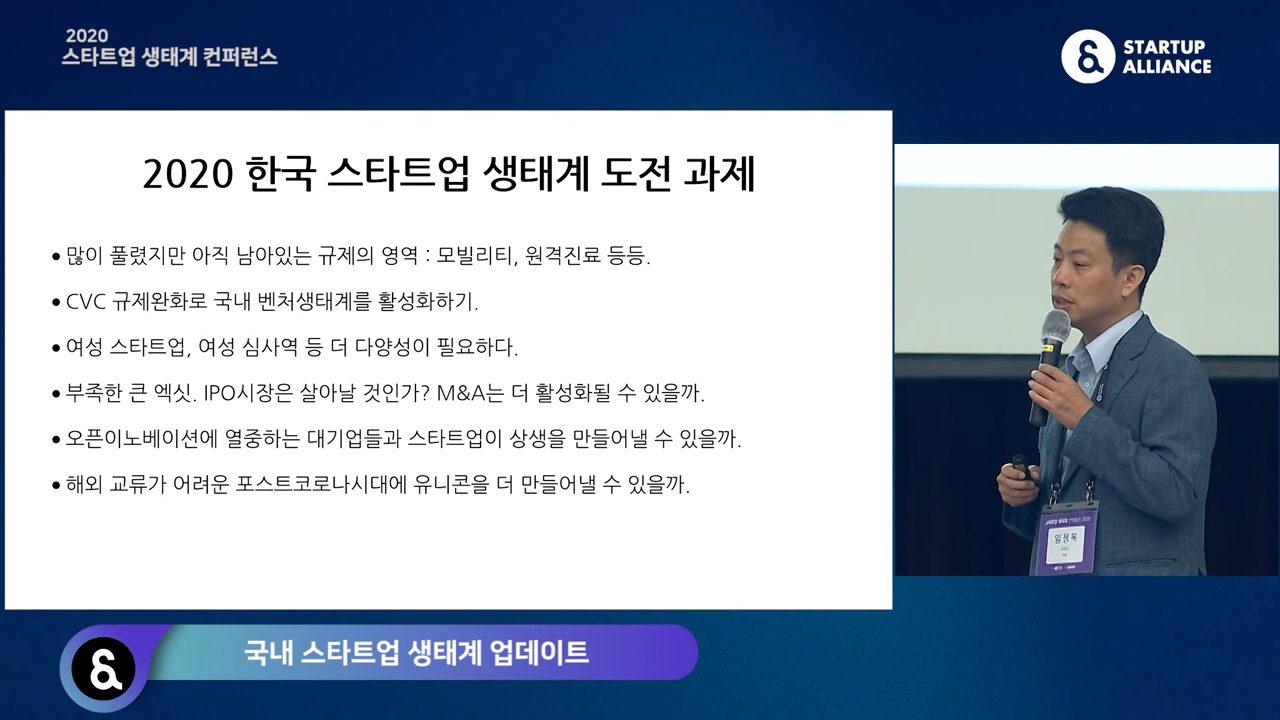 2020
스타트업 생태계 컨퍼런스
STARTUP
ALLIANCE
2020 한국 스타트업 생태계 도전 과제
• 많이 풀렸지만 아직 남아있는 규제의 영역 : 모빌리티, 원격진료 등등.
• CVC 규제완화로 국내 벤처생태계를 활성화하기.
• 여성 스타트업, 여성 심사역 등 더 다양성이 필요하다.
• 부족한 큰 엑싯. IPO시장은 살아날 것인가? M&A는 더 활성화될 수 있을까.
• 오픈이노베이션에 열중하는 대기업들과 스타트업이 상생을 만들어낼 수 있을까.
• 해외 교류가 어려운 포스트코로나시대에 유니콘을 더 만들어낼 수 있을까.
임정욱
국내 스타트업 생태계 업데이트